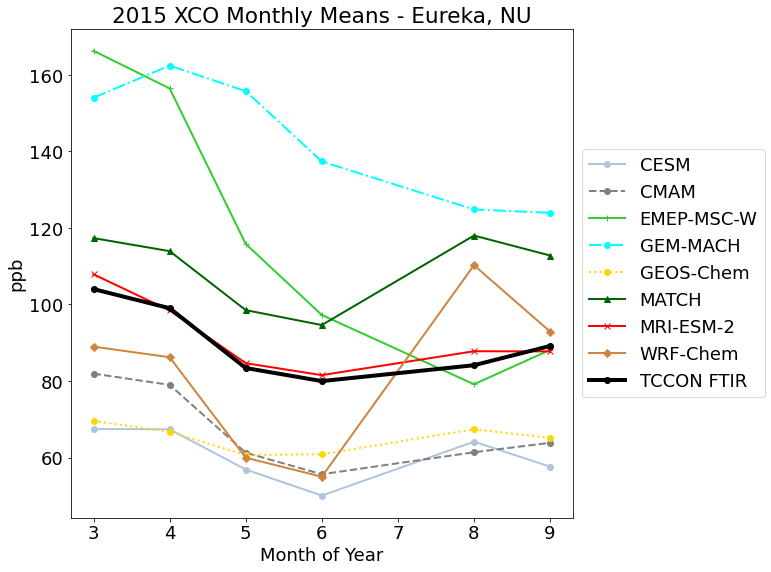 2015 XCO Monthly Means - Eureka, NU
160
140
120
100
80
60
ppb
3 4 5 6 7 8 9
Month of Year
CESM
CMAM
EMEP-MSC-W
GEM-MACH
GEOS-Chem
MATCH
MRI-ESM-2
WRF-Chem
TCCON FTIR